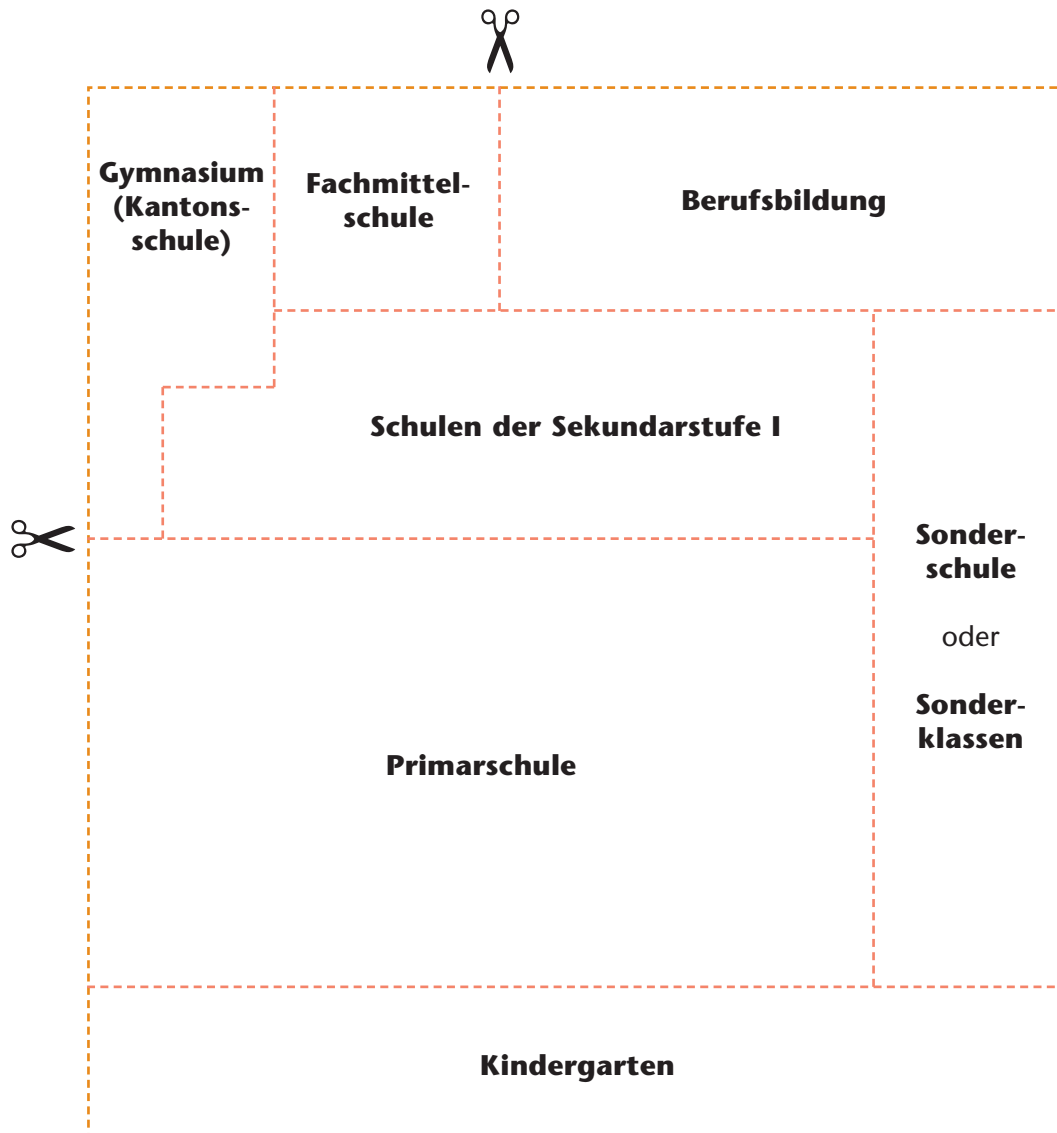 Gymnasium
(Kantons-
schule)
Fachmittel-
schule
Berufsbildung
Schulen der Sekundarstufe I
Sonder-
schule
oder
Sonder-
klassen
Primarschule
Kindergarten